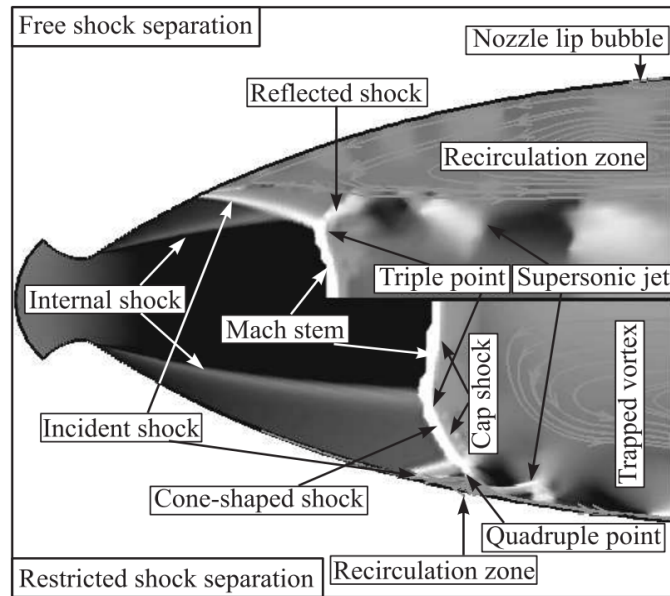 Free shock separation
Nozzle lip bubble
Reflected shock
Recirculation zone
Internal shock
Triple point
Supersonic jet
Mach stem
Cap shock
Trapped vortex
Incident shock
Cone-shaped shock
Quadruple point
Restricted shock separation
Recirculation zone